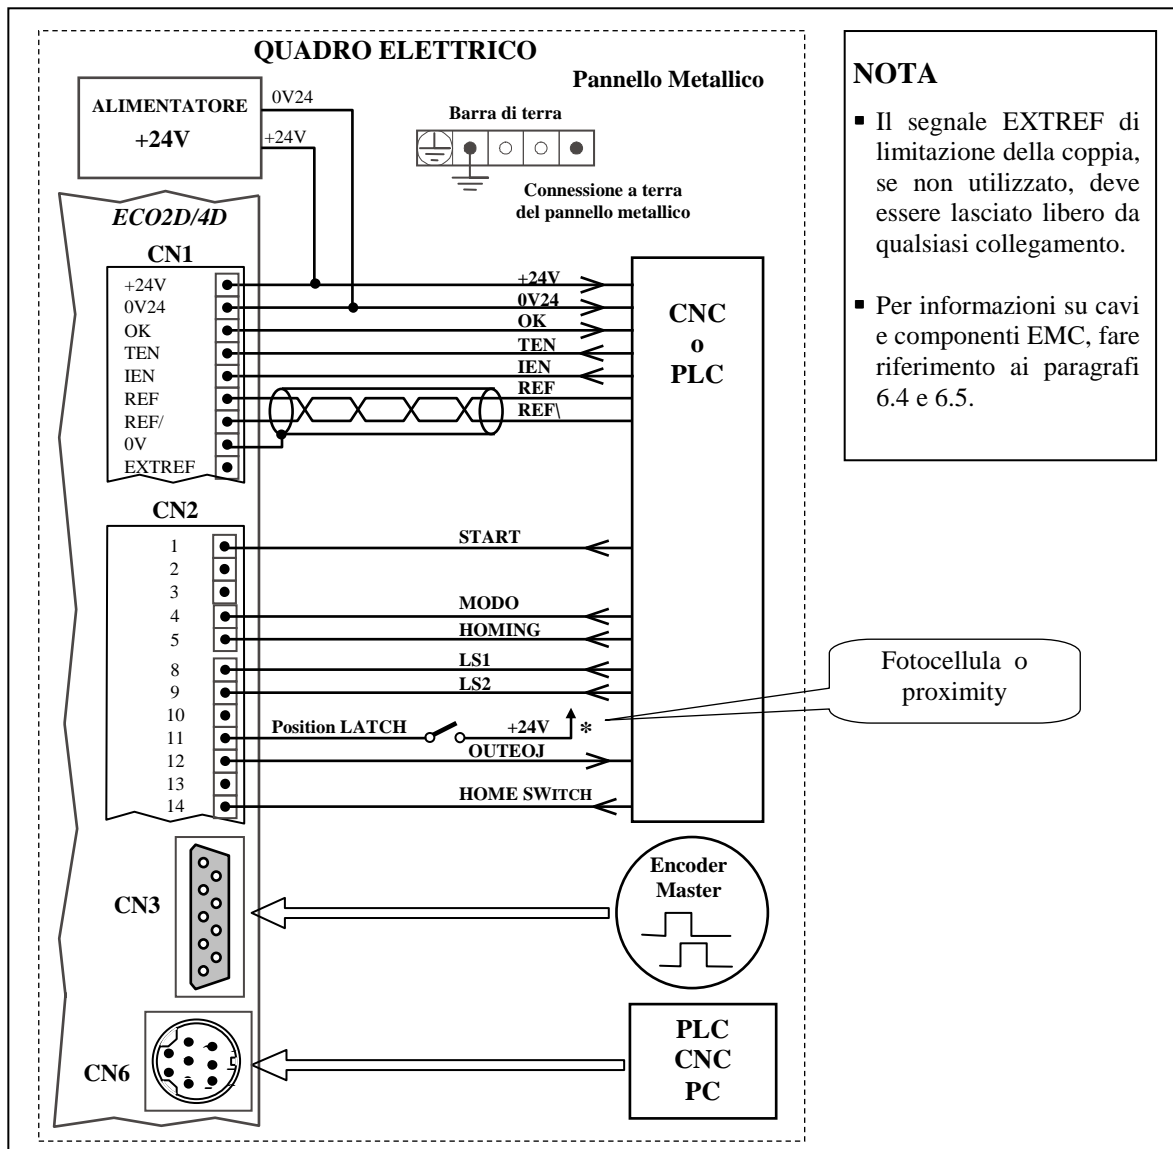 QUADRO ELETTRICO
Pannello Metallico
ALIMENTATORE
+24V
0V24
+24V
Barra di terra
Connessione a terra
del pannello metallico
ECO2D/4D
CN1
+24V
0V24
OK
TEN
IEN
REF
REF/
0V
EXTREF
+24V
0V24
OK
TEN
IEN
REF
REF\
CNC
o
PLC
CN2
1
2
3
4
5
8
9
10
11
12
13
14
START
MODO
HOMING
LS1
LS2
Position LATCH
+24V
*
OUTEOJ
HOME SWITCH
Fotocellula o
proximity
CN3
Encoder
Master
CN6
PLC
CNC
PC
NOTA
▪ Il segnale EXTREF di
limitazione della coppia,
se non utilizzato, deve
essere lasciato libero da
qualsiasi collegamento.
▪ Per informazioni su cavi
e componenti EMC, fare
riferimento ai paragrafi
6.4 e 6.5.